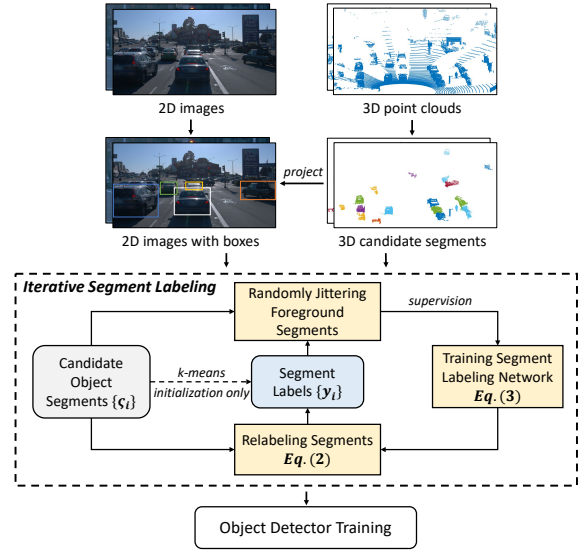 2D images
3D point clouds
project
2D images with boxes
3D candidate segments
Iterative Segment Labeling
Randomly Jittering
Foreground
Segments
supervision
Candidate
Object
Segments {𝝇𝒊}
k-means
initialization only
Segment
Labels {𝒚𝒊}
Training Segment
Labeling Network
Eq. (3)
Relabeling Segments
Eq. (2)
Object Detector Training